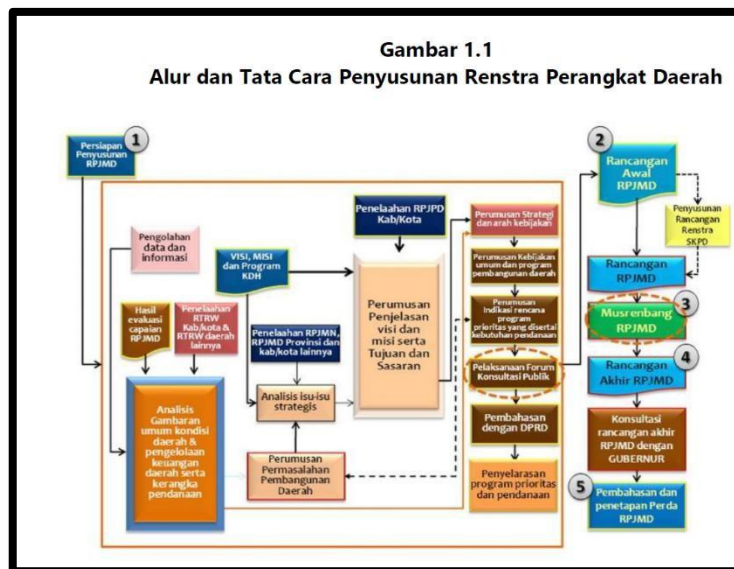 Gambar 1.1
Alur dan Tata Cara Penyusunan Renstra Perangkat Daerah
1
Persiapan
Penyusunan
RPJMD
Pengolahan
data dan
informasi
Hasil
evaluasi
capaian
RPJMD
Penelaahan
RTRW
Kab/kota &
RTRW daerah
lainnya
Analisis
Gambaran
umum kondisi
daerah &
pengelolaan
keuangan
daerah serta
kerangka
pendanaan
VISI, MISI
dan Program
KDH
Penelaahan RPJMN,
RPJMD Provinsi dan
kab/kota lainnya
Analisis isu-isu
strategis
Perumusan
Permasalahan
Pembangunan
Daerah
Penelaahan RPJPD
Kab/Kota
Perumusan
Penjelasan
visi dan
misi serta
Tujuan dan
Sasaran
Perumusan Strategi
dan arah kebijakan
Perumusan Kebijakan
umum dan program
pembangunan daerah
Perumusan
Indikasi rencana
program
prioritas yang disertai
kebutuhan pendanaan
Pelaksanaan Forum
Konsultasi Publik
Pembahasan
dengan DPRD
Penyelarasan
program prioritas
dan pendanaan
2
Rancangan
Awal
RPJMD
Penyusunan
Rancangan
Renstra
SKPD
Rancangan
RPJMD
3
Musrenbang
RPJMD
4
Rancangan
Akhir RPJMD
Konsultasi
rancangan akhir
RPJMD dengan
GUBERNUR
5
Pembahasan dan
penetapan Perda
RPJMD